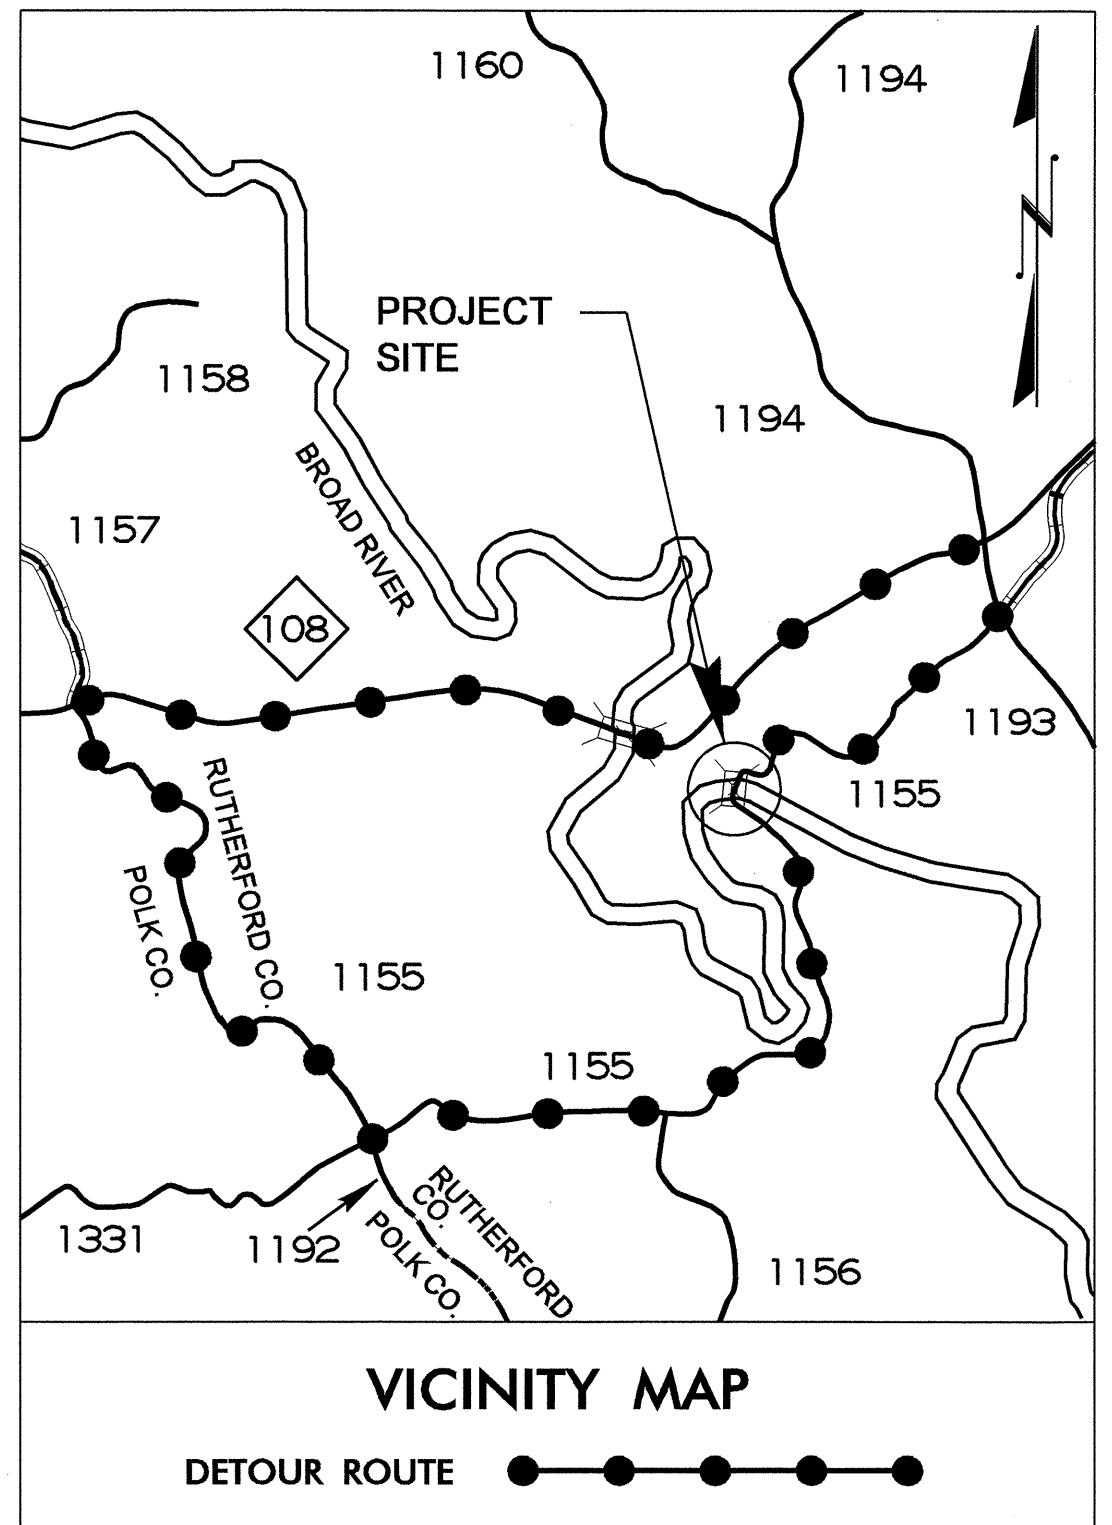 1160
1194
N
PROJECT
SITE
1158
1194
BROAD RIVER
1157
108
1193
1155
RUTHERFORD CO.
POLK CO.
1155
1155
RUTHERFORD
CO.
POLK CO.
1331
1192
1156
VICINITY MAP
DETOUR ROUTE